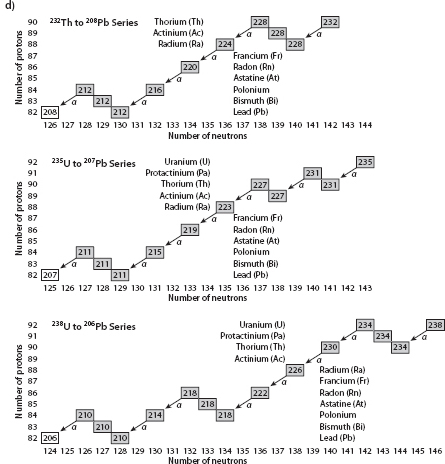 d)
232Th to 208Pb Series
Number of protons
90 Thorium (Th) 228 232
89 Actinium (Ac) 228
88 Radium (Ra) 224 228
87 Francium (Fr)
86 220 Radon (Rn)
85 Astatine (At)
84 212 216 Polonium
83 212 Bismuth (Bi)
82 208 212 Lead (Pb)
α α α α α α
126 127 128 129 130 131 132 133 134 135 136 137 138 139 140 141 142 143 144
Number of neutrons
235U to 207Pb Series
Number of protons
92 Uranium (U) 235
91 Protactinium (Pa) 231
90 Thorium (Th) 227 231
89 Actinium (Ac) 227
88 Radium (Ra) 223
87 Francium (Fr)
86 219 Radon (Rn)
85 Astatine (At)
84 211 215 Polonium
83 211 Bismuth (Bi)
82 207 211 Lead (Pb)
α α α α α α α
125 126 127 128 129 130 131 132 133 134 135 136 137 138 139 140 141 142 143
Number of neutrons
238U to 206Pb Series
Number of protons
92 Uranium (U) 234 238
91 Protactinium (Pa) 234
90 Thorium (Th) 230 234
89 Actinium (Ac)
88 226 Radium (Ra)
87 Francium (Fr)
86 218 222 Radon (Rn)
85 218 Astatine (At)
84 210 214 218 Polonium
83 210 Bismuth (Bi)
82 206 210 Lead (Pb)
α α α α α α α α
124 125 126 127 128 129 130 131 132 133 134 135 136 137 138 139 140 141 142 143 144 145 146
Number of neutrons